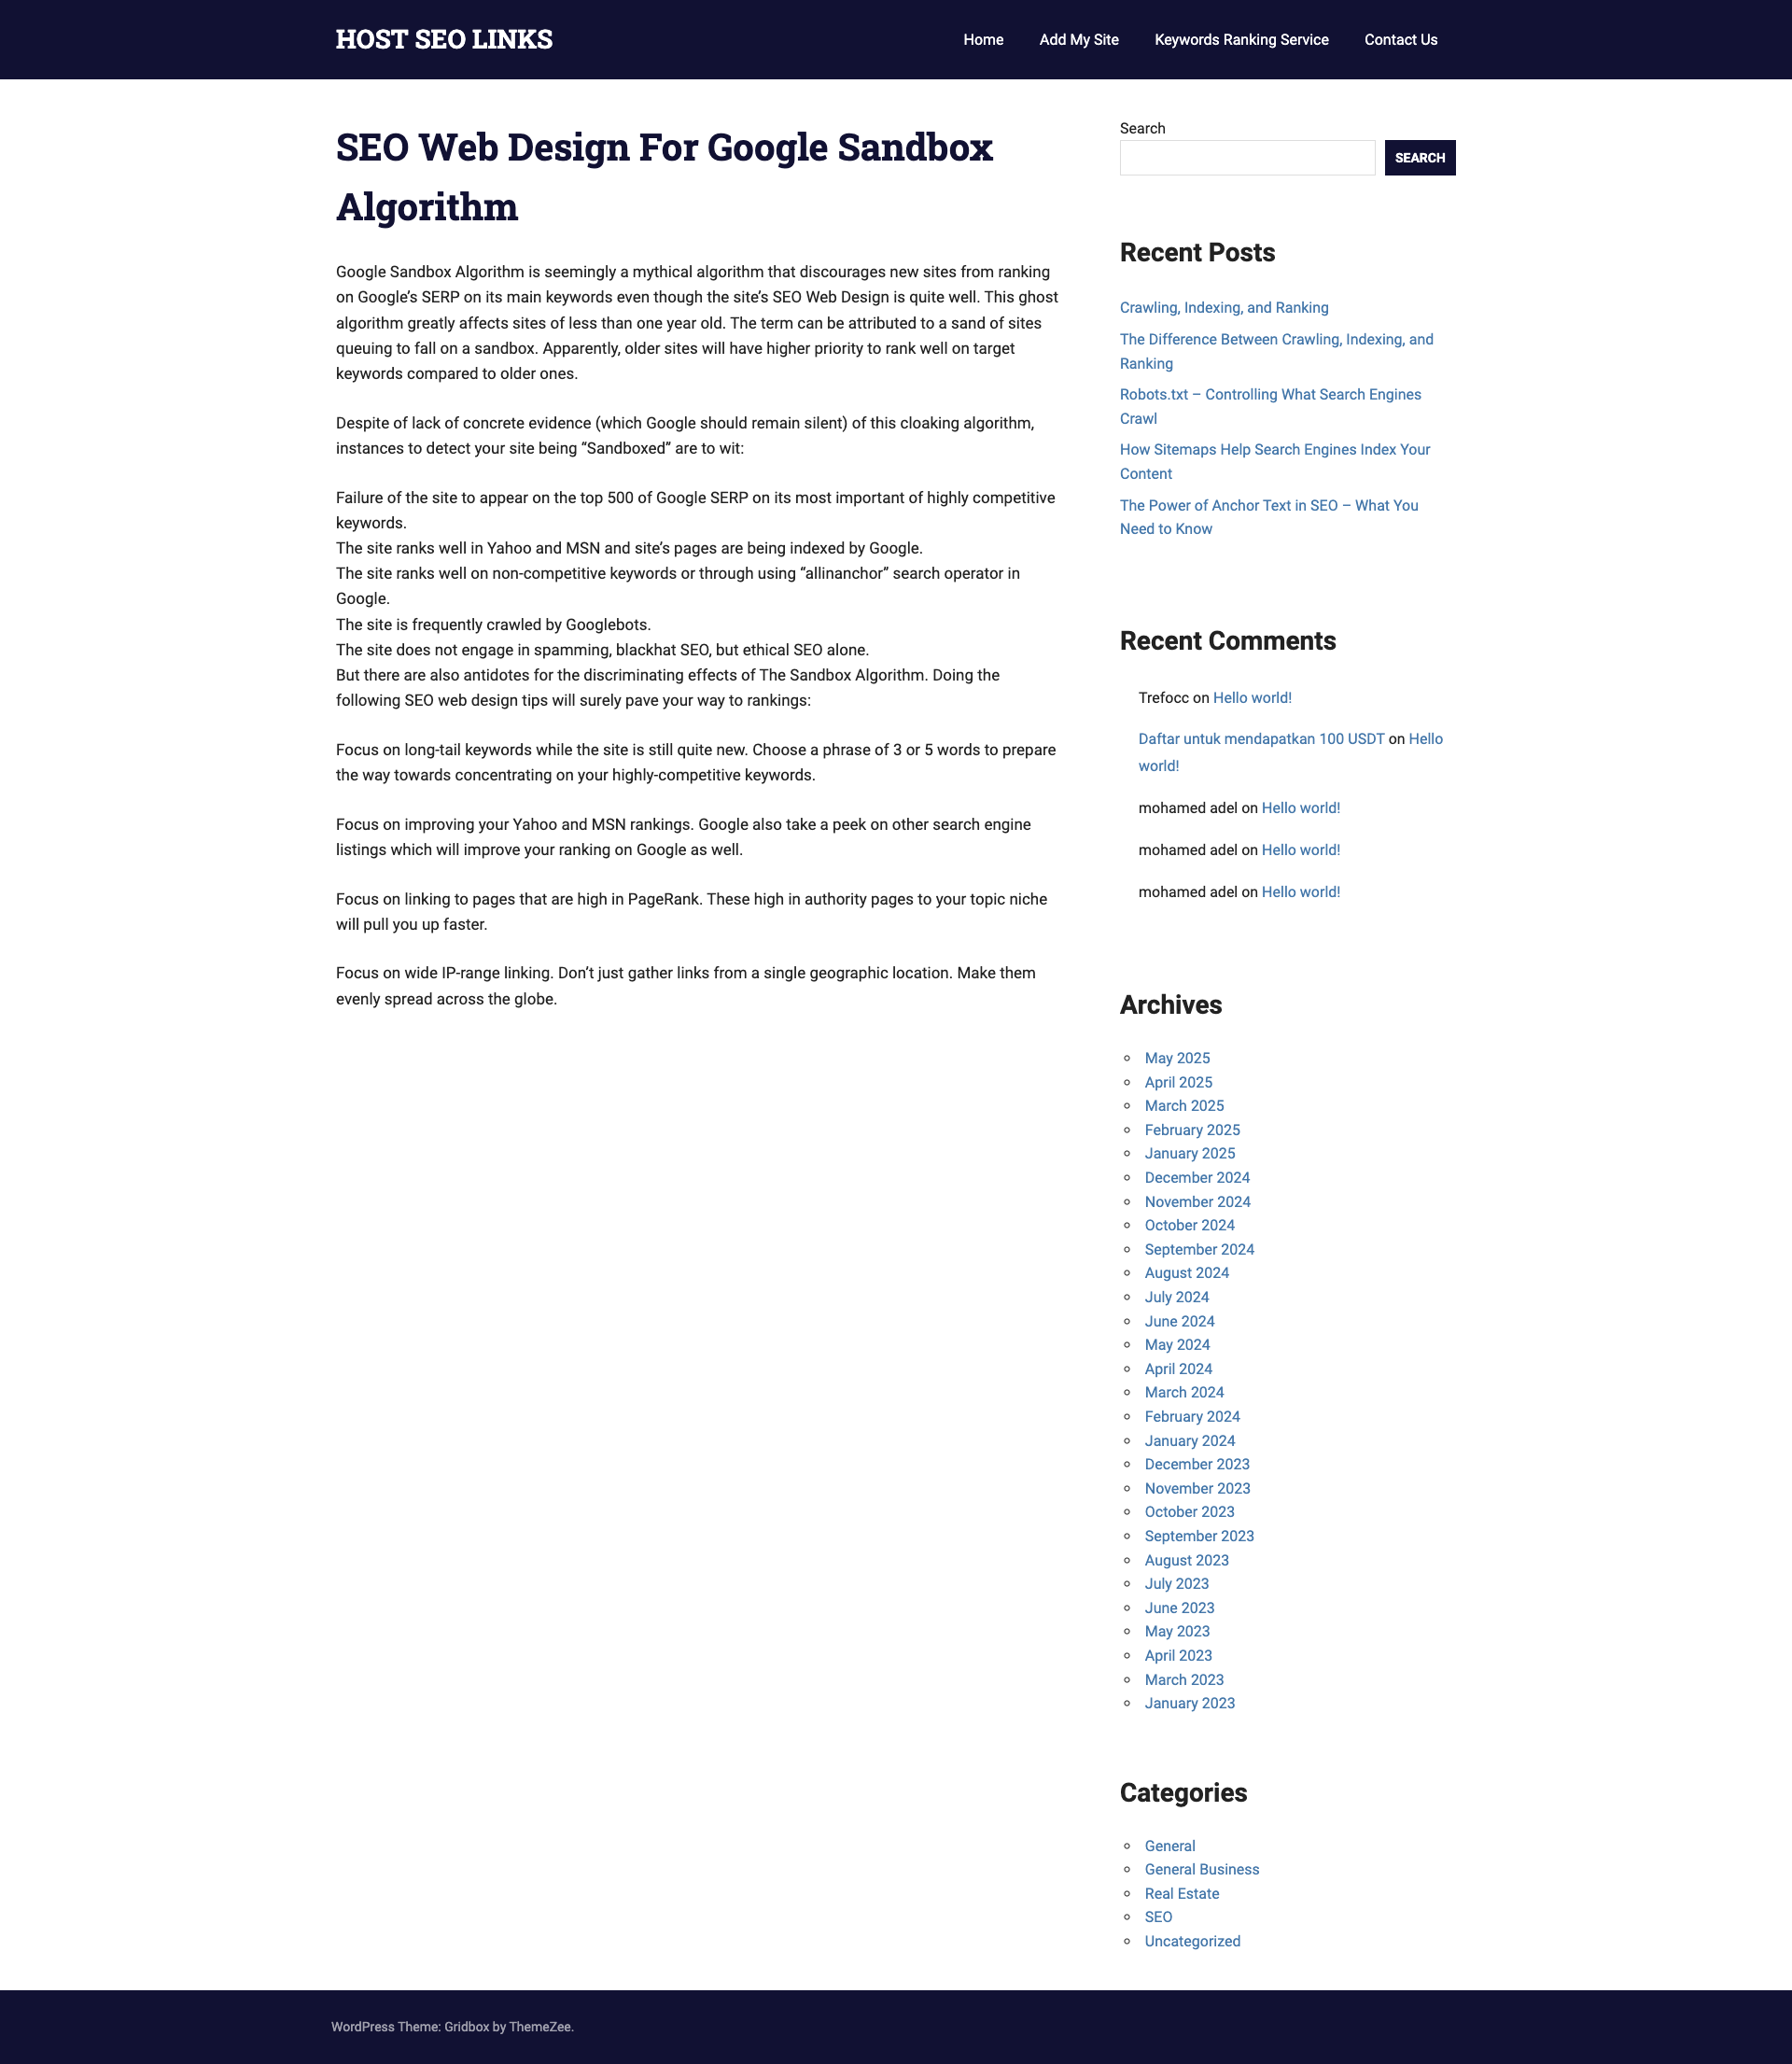 HOST SEO LINKS
Home
Add My Site
Keywords Ranking Service
Contact Us
SEO Web Design For Google Sandbox
Algorithm
Google Sandbox Algorithm is seemingly a mythical algorithm that discourages new sites from ranking
on Google’s SERP on its main keywords even though the site’s SEO Web Design is quite well. This ghost
algorithm greatly affects sites of less than one year old. The term can be attributed to a sand of sites
queuing to fall on a sandbox. Apparently, older sites will have higher priority to rank well on target
keywords compared to older ones.
Despite of lack of concrete evidence (which Google should remain silent) of this cloaking algorithm,
instances to detect your site being “Sandboxed” are to wit:
Failure of the site to appear on the top 500 of Google SERP on its most important of highly competitive
keywords.
The site ranks well in Yahoo and MSN and site’s pages are being indexed by Google.
The site ranks well on non-competitive keywords or through using “allinanchor” search operator in
Google.
The site is frequently crawled by Googlebots.
The site does not engage in spamming, blackhat SEO, but ethical SEO alone.
But there are also antidotes for the discriminating effects of The Sandbox Algorithm. Doing the
following SEO web design tips will surely pave your way to rankings:
Focus on long-tail keywords while the site is still quite new. Choose a phrase of 3 or 5 words to prepare
the way towards concentrating on your highly-competitive keywords.
Focus on improving your Yahoo and MSN rankings. Google also take a peek on other search engine
listings which will improve your ranking on Google as well.
Focus on linking to pages that are high in PageRank. These high in authority pages to your topic niche
will pull you up faster.
Focus on wide IP-range linking. Don’t just gather links from a single geographic location. Make them
evenly spread across the globe.
Search
SEARCH
Recent Posts
Crawling, Indexing, and Ranking
The Difference Between Crawling, Indexing, and
Ranking
Robots.txt – Controlling What Search Engines
Crawl
How Sitemaps Help Search Engines Index Your
Content
The Power of Anchor Text in SEO – What You
Need to Know
Recent Comments
Trefocc on Hello world!
Daftar untuk mendapatkan 100 USDT on Hello
world!
mohamed adel on Hello world!
mohamed adel on Hello world!
mohamed adel on Hello world!
Archives
May 2025
April 2025
March 2025
February 2025
January 2025
December 2024
November 2024
October 2024
September 2024
August 2024
July 2024
June 2024
May 2024
April 2024
March 2024
February 2024
January 2024
December 2023
November 2023
October 2023
September 2023
August 2023
July 2023
June 2023
May 2023
April 2023
March 2023
January 2023
Categories
General
General Business
Real Estate
SEO
Uncategorized
WordPress Theme: Gridbox by ThemeZee.